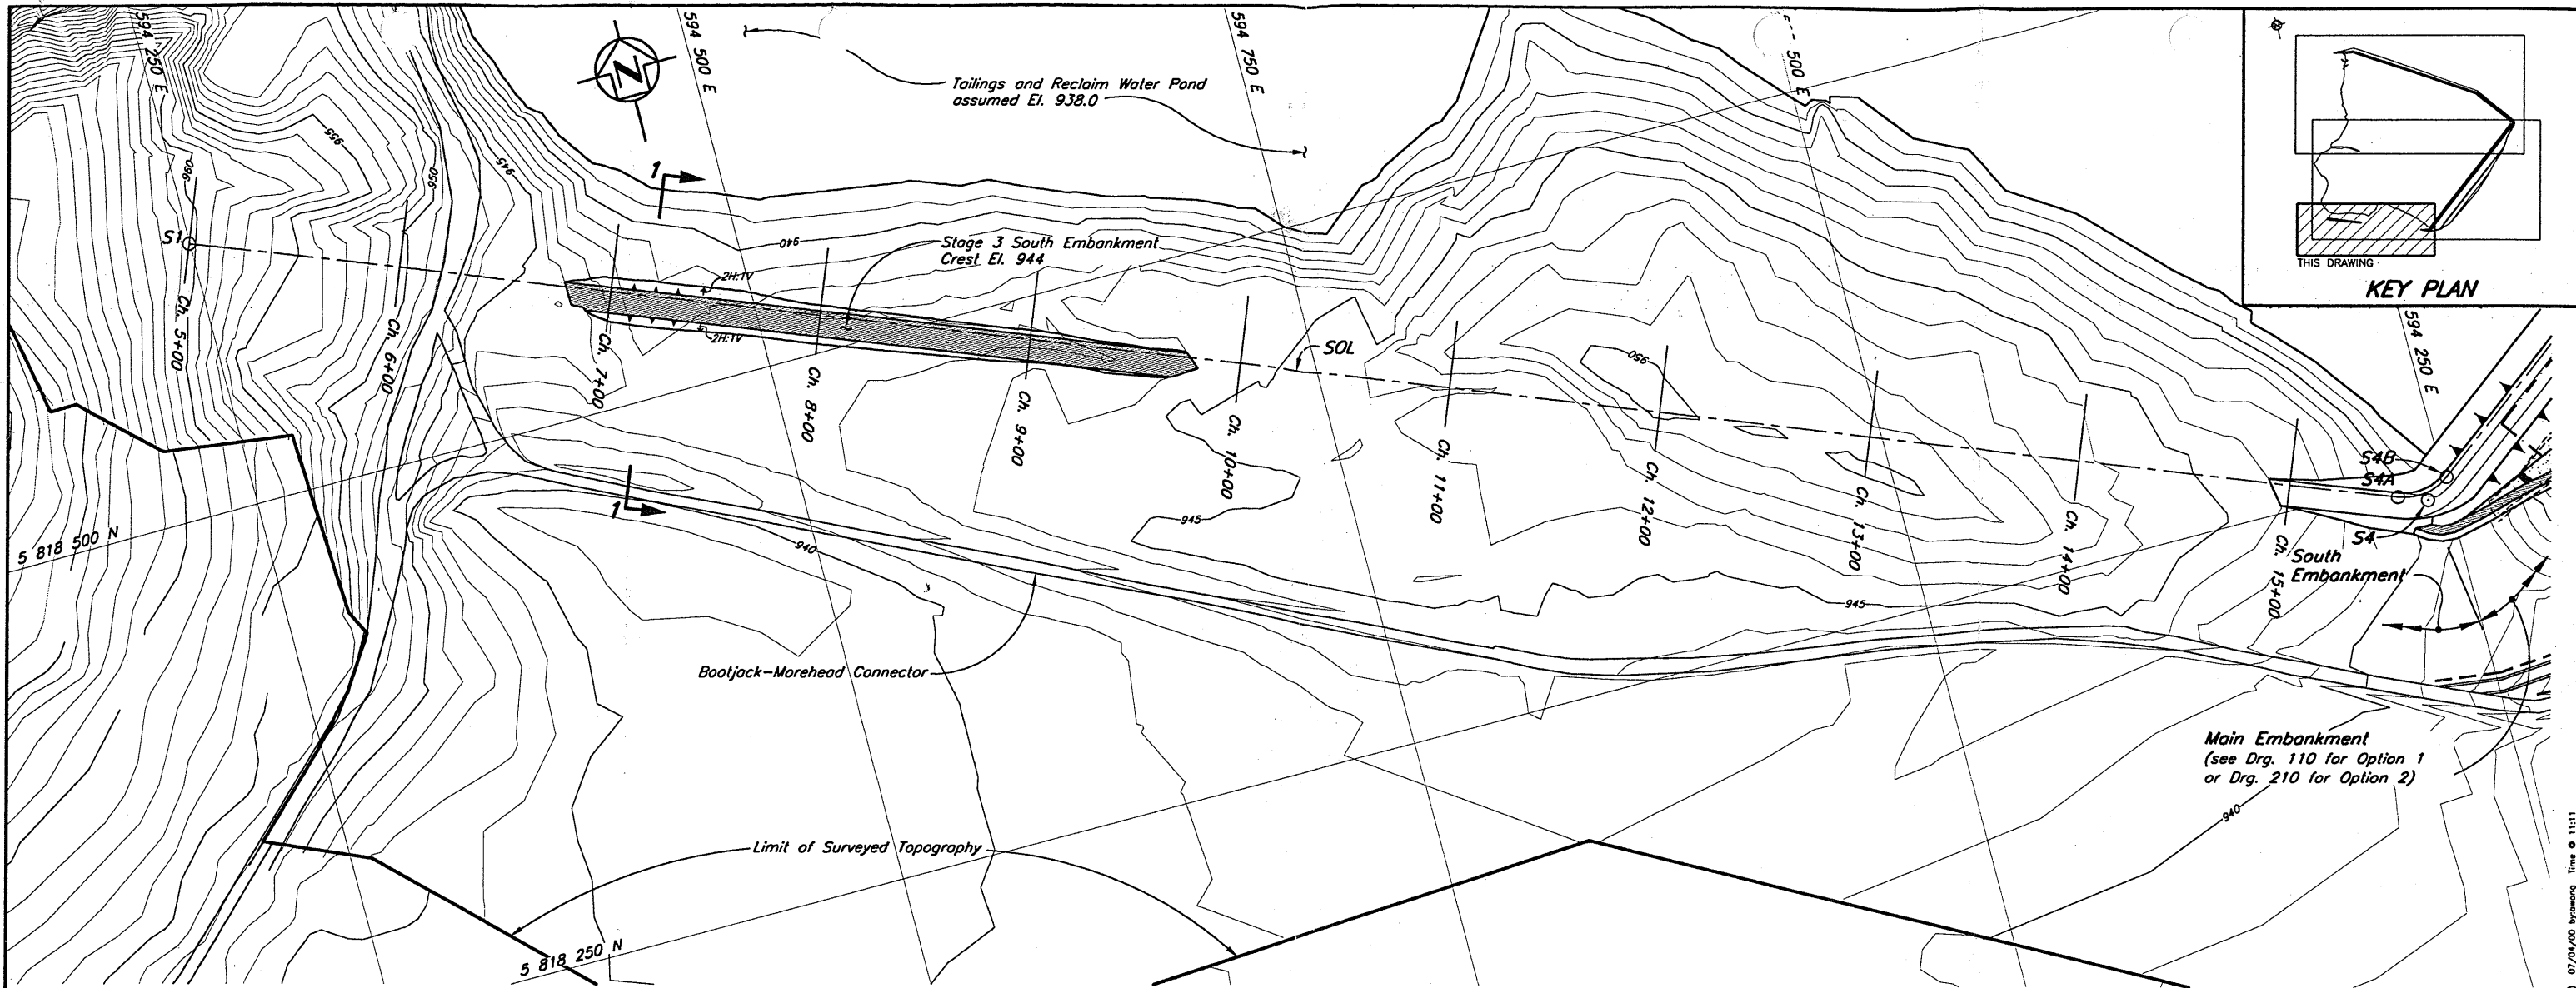 594 250 E
594 500 E
594 750 E
500 E
594 250 E
N
Tailings and Reclaim Water Pond
assumed El. 938.0
THIS DRAWING
KEY PLAN
955
960
950
945
1
S1
940
2H:1V
Stage 3 South Embankment
Crest El. 944
2H:1V
SOL
950
Ch. 5+00
Ch. 6+00
Ch. 7+00
Ch. 8+00
Ch. 9+00
Ch. 10+00
Ch. 11+00
Ch. 12+00
Ch. 13+00
Ch. 14+00
Ch. 15+00
S4B
S4A
S4
1
945
940
5 818 500 N
South
Embankment
945
Bootjack-Morehead Connector
Main Embankment
(see Drg. 110 for Option 1
or Drg. 210 for Option 2)
940
Limit of Surveyed Topography
5 818 250 N
07/04/00
Time @ 11:11